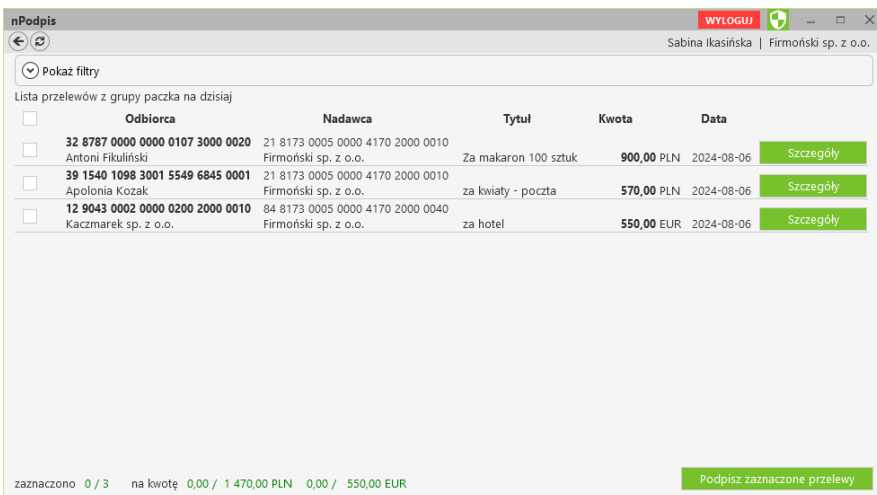 nPodpis WYLOGUJ
Sabina Ikasińska | Firmoński sp. z o.o.
Pokaż filtry
Lista przelewów z grupy paczka na dzisiaj
Odbiorca Nadawca Tytuł Kwota Data
32 8787 0000 0000 0107 3000 0020 21 8173 0005 0000 4170 2000 0010
Antoni Fikuliński Firmoński sp. z o.o. Za makaron 100 sztuk 900,00 PLN 2024-08-06 Szczegóły
39 1540 1098 3001 5549 6845 0001 21 8173 0005 0000 4170 2000 0010
Apolonia Kozak Firmoński sp. z o.o. za kwiaty - poczta 570,00 PLN 2024-08-06 Szczegóły
12 9043 0002 0000 0200 2000 0010 84 8173 0005 0000 4170 2000 0040
Kaczmarek sp. z o.o. Firmoński sp. z o.o. za hotel 550,00 EUR 2024-08-06 Szczegóły
zaznaczono 0 / 3 na kwotę 0,00 / 1 470,00 PLN 0,00 / 550,00 EUR Podpisz zaznaczone przelewy